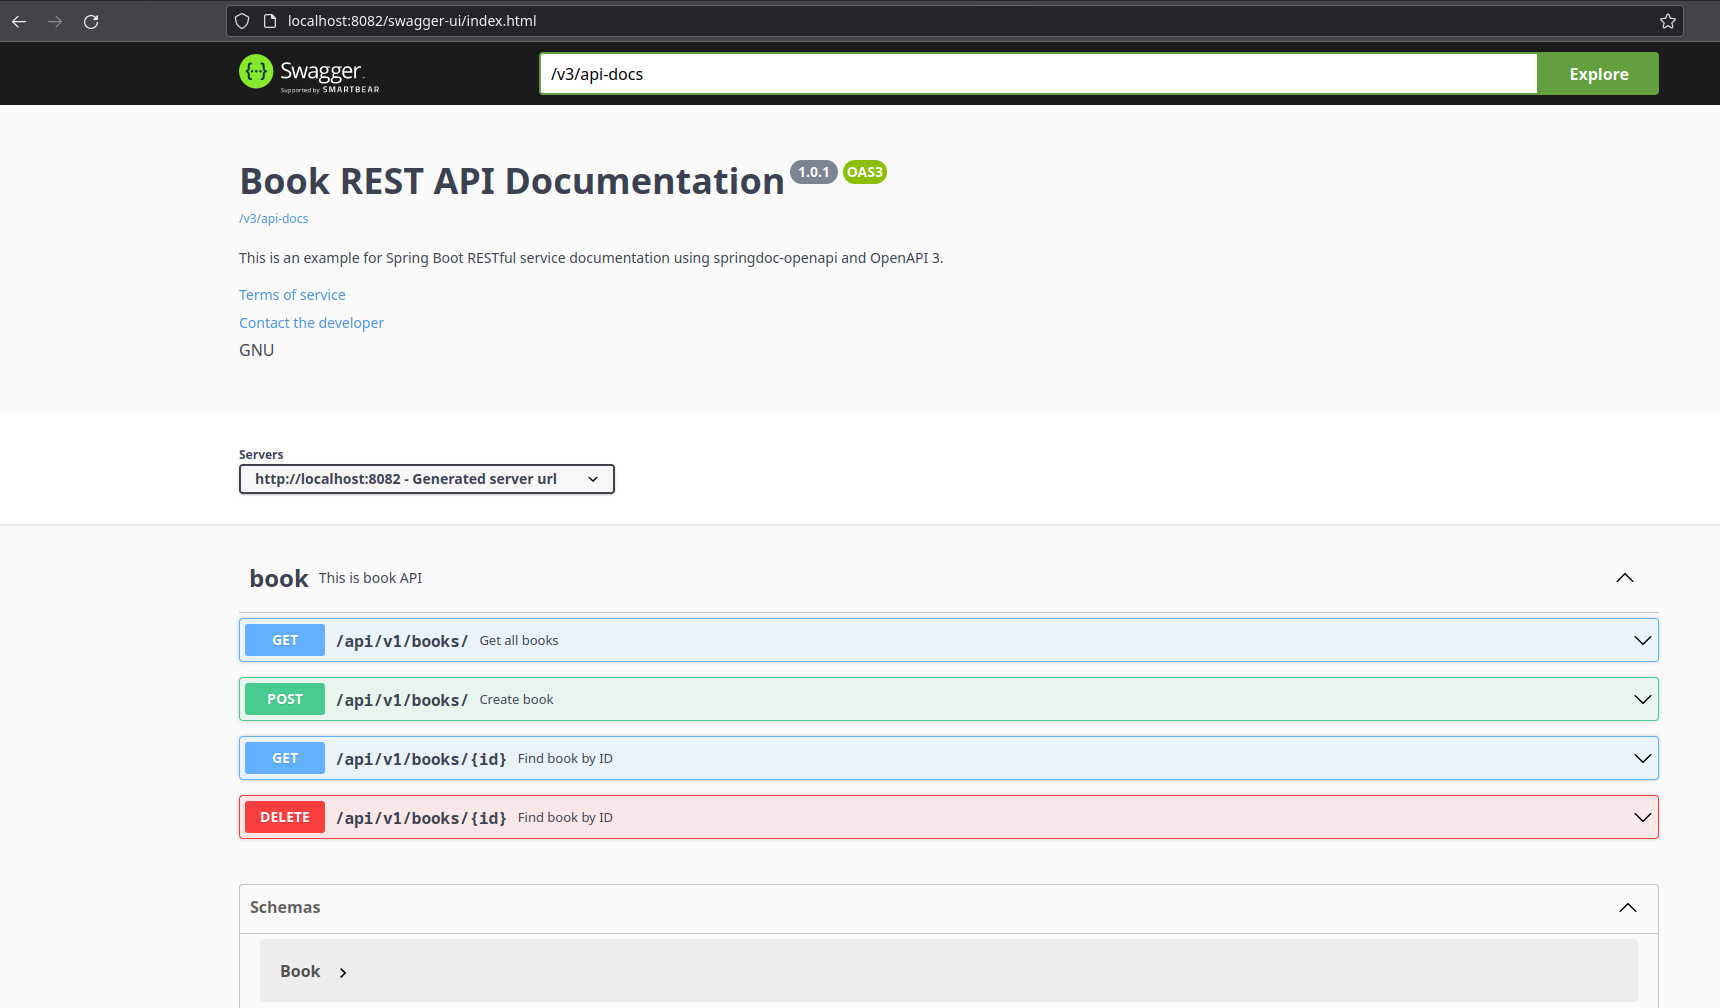 localhost:8082/swagger-ui/index.html
{···} Swagger.
Supported by SMARTBEAR
/v3/api-docs
Explore
Book REST API Documentation 1.0.1 OAS3
/v3/api-docs
This is an example for Spring Boot RESTful service documentation using springdoc-openapi and OpenAPI 3.
Terms of service
Contact the developer
GNU
Servers
http://localhost:8082 - Generated server url
book This is book API
GET /api/v1/books/ Get all books
POST /api/v1/books/ Create book
GET /api/v1/books/{id} Find book by ID
DELETE /api/v1/books/{id} Find book by ID
Schemas
Book